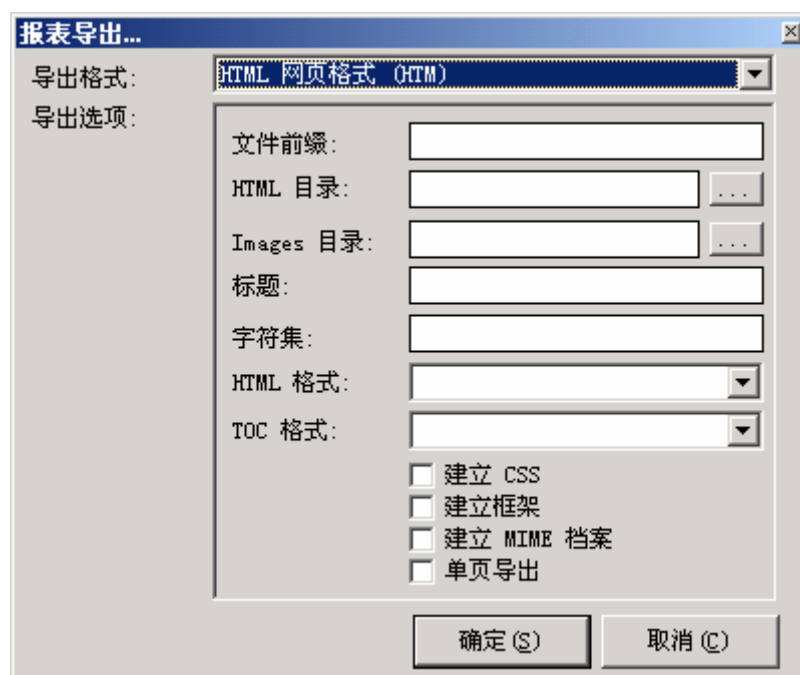 报表导出...
导出格式: HTML 网页格式 (HTM)
导出选项:
文件前缀:
HTML 目录: ...
Images 目录: ...
标题:
字符集:
HTML 格式:
TOC 格式:
建立 CSS
建立框架
建立 MIME 档案
单页导出
确定(S) 取消(C)